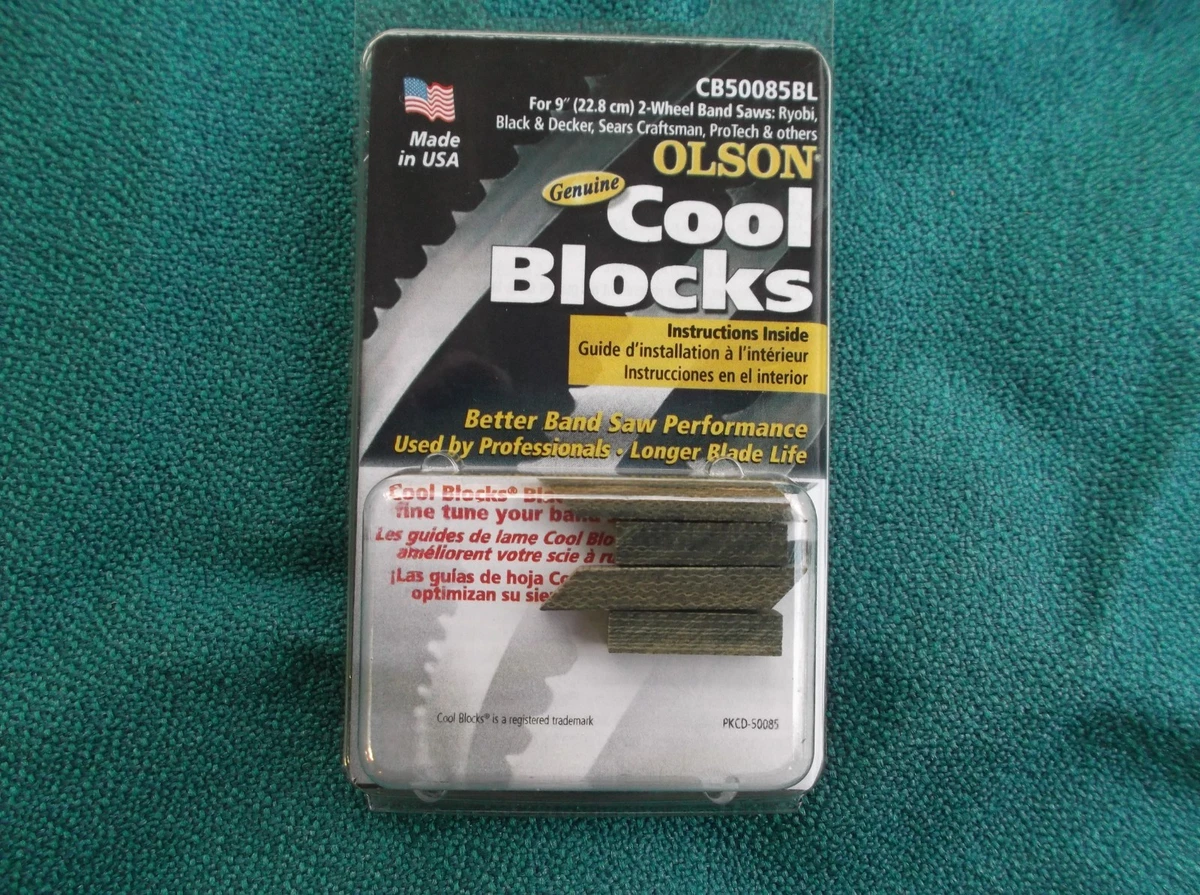 CB50085BL
For 9″ (22.8 cm) 2-Wheel Band Saws: Ryobi,
Black & Decker, Sears Craftsman, ProTech & others
Made
in USA
OLSON
Genuine
Cool
Blocks
Instructions Inside
Guide d'installation à l'intérieur
Instrucciones en el interior
Better Band Saw Performance
Used by Professionals · Longer Blade Life
Cool Blocks®
fine tune your
Les guides de lame Cool
améliorent votre scie à
¡Las guías de hoja
optimizan su
Cool Blocks® is a registered trademark
PKCD-50085